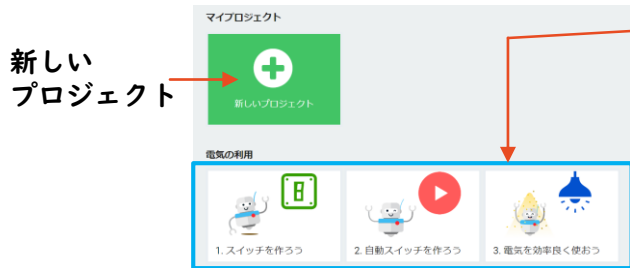 マイプロジェクト
新しい
プロジェクト
新しいプロジェクト
電気の利用
1. スイッチを作ろう
2. 自動スイッチを作ろう
3. 電気を効率良く使おう